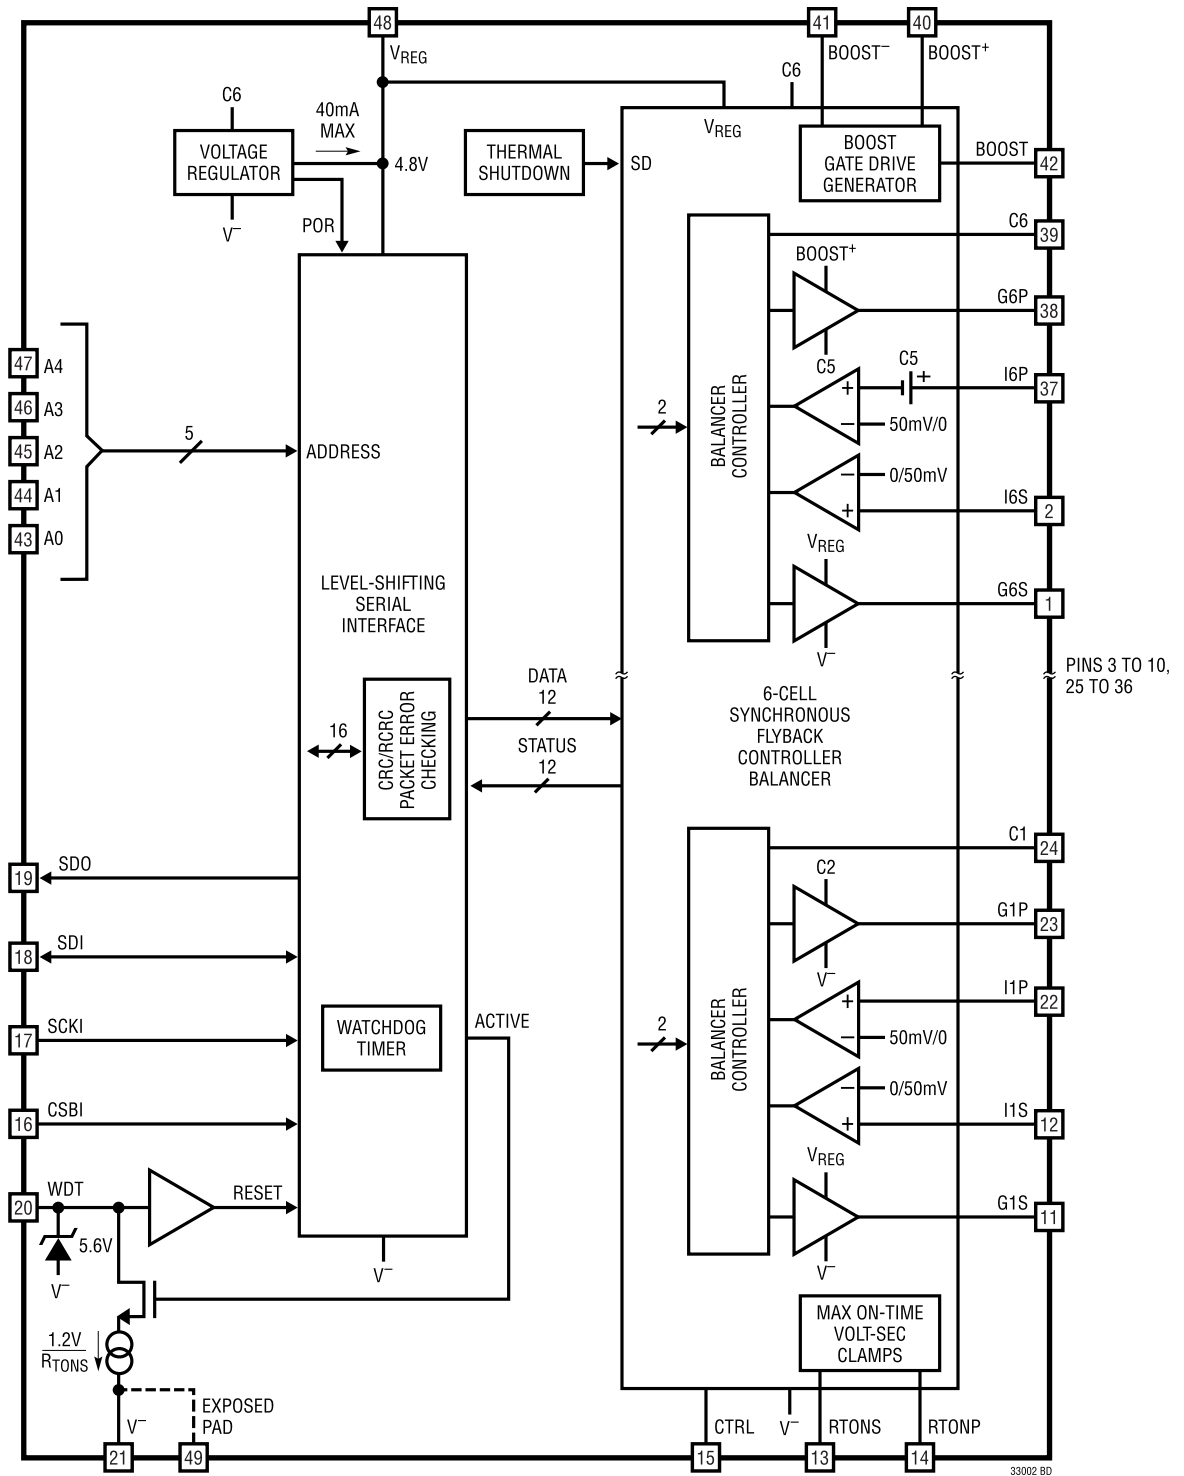 48
41
40
VREG
BOOST–
BOOST+
C6
C6
40mA
MAX
VREG
VOLTAGE
REGULATOR
4.8V
THERMAL
SHUTDOWN
SD
BOOST
GATE DRIVE
GENERATOR
BOOST
42
V–
POR
C6
39
BOOST+
G6P
38
C5
47
A4
46
A3
45
A2
44
A1
43
A0
5
ADDRESS
C5
+
I6P
37
+
–
50mV/0
2
BALANCER
CONTROLLER
–
0/50mV
+
I6S
2
VREG
G6S
1
V–
LEVEL-SHIFTING
SERIAL
INTERFACE
PINS 3 TO 10,
25 TO 36
DATA
12
STATUS
12
16
CRC/RCRC
PACKET ERROR
CHECKING
6-CELL
SYNCHRONOUS
FLYBACK
CONTROLLER
BALANCER
C1
24
C2
G1P
23
V–
SDO
19
SDI
18
SCKI
17
CSBI
16
WATCHDOG
TIMER
ACTIVE
I1P
22
+
–
50mV/0
2
BALANCER
CONTROLLER
–
0/50mV
+
I1S
12
VREG
G1S
11
V–
WDT
20
RESET
5.6V
V–
V–
1.2V
RTONS
MAX ON-TIME
VOLT-SEC
CLAMPS
V–
EXPOSED
PAD
CTRL
V–
RTONS
RTONP
21
49
15
13
14
33002 BD